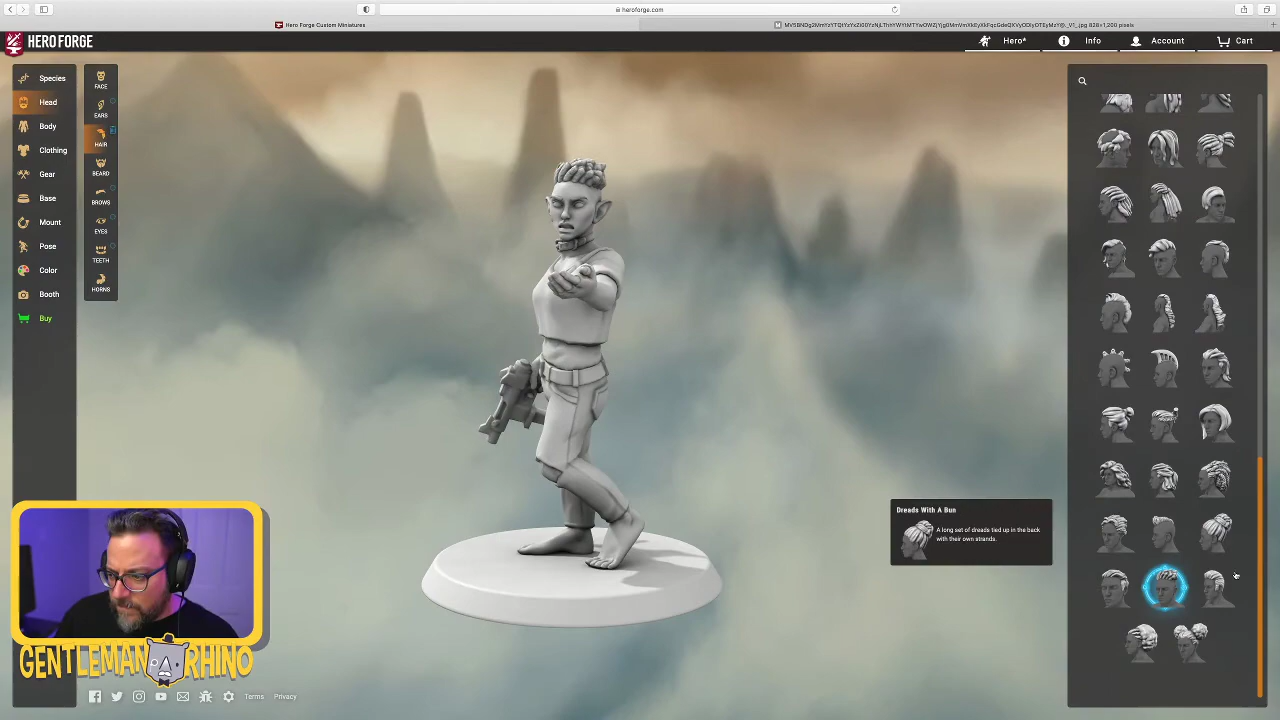 heroforge.com
Hero Forge Custom Miniatures
HERO FORGE
Hero*
Info
Account
Cart
Species
Head
Body
Clothing
Gear
Base
Mount
Pose
Color
Booth
Buy
FACE
EARS
HAIR
BEARD
BROWS
EYES
TEETH
HORNS
Dreads With A Bun
A long set of dreads tied up in the back
with their own strands.
GENTLEMAN RHINO
Terms
Privacy